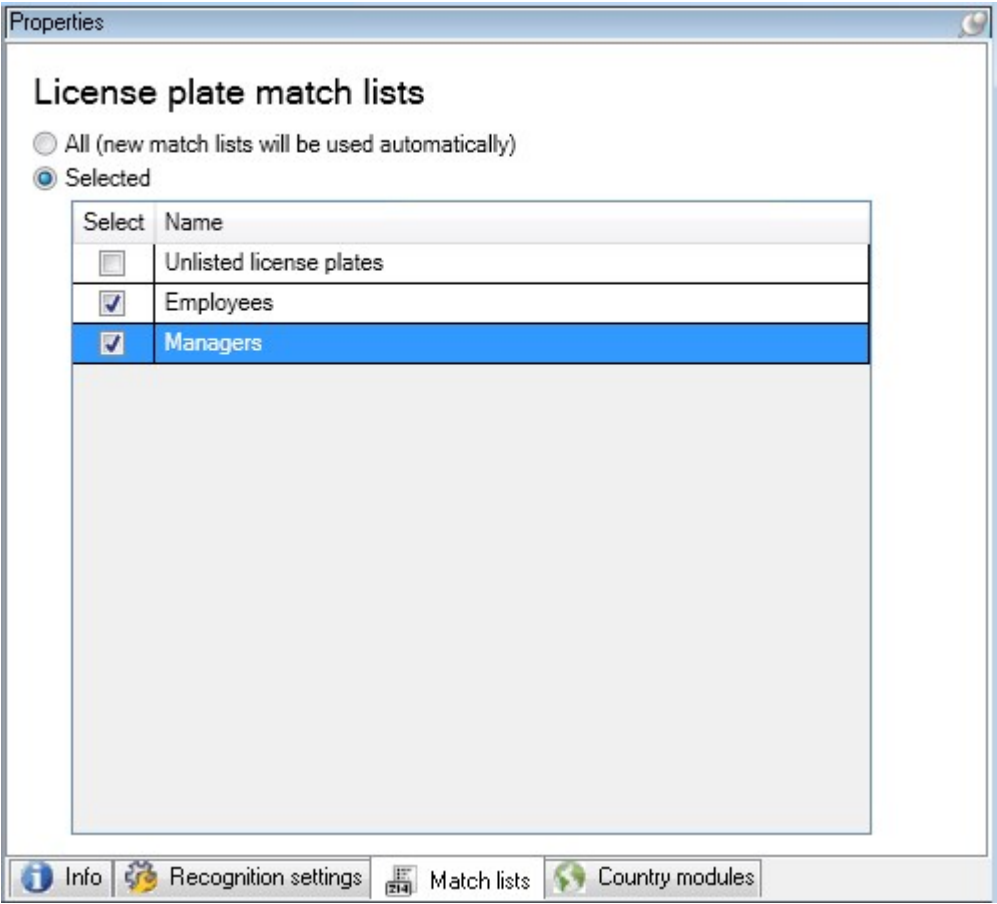 Properties
License plate match lists
All (new match lists will be used automatically)
Selected
Select Name
Unlisted license plates
Employees
Managers
Info Recognition settings 214 Match lists Country modules